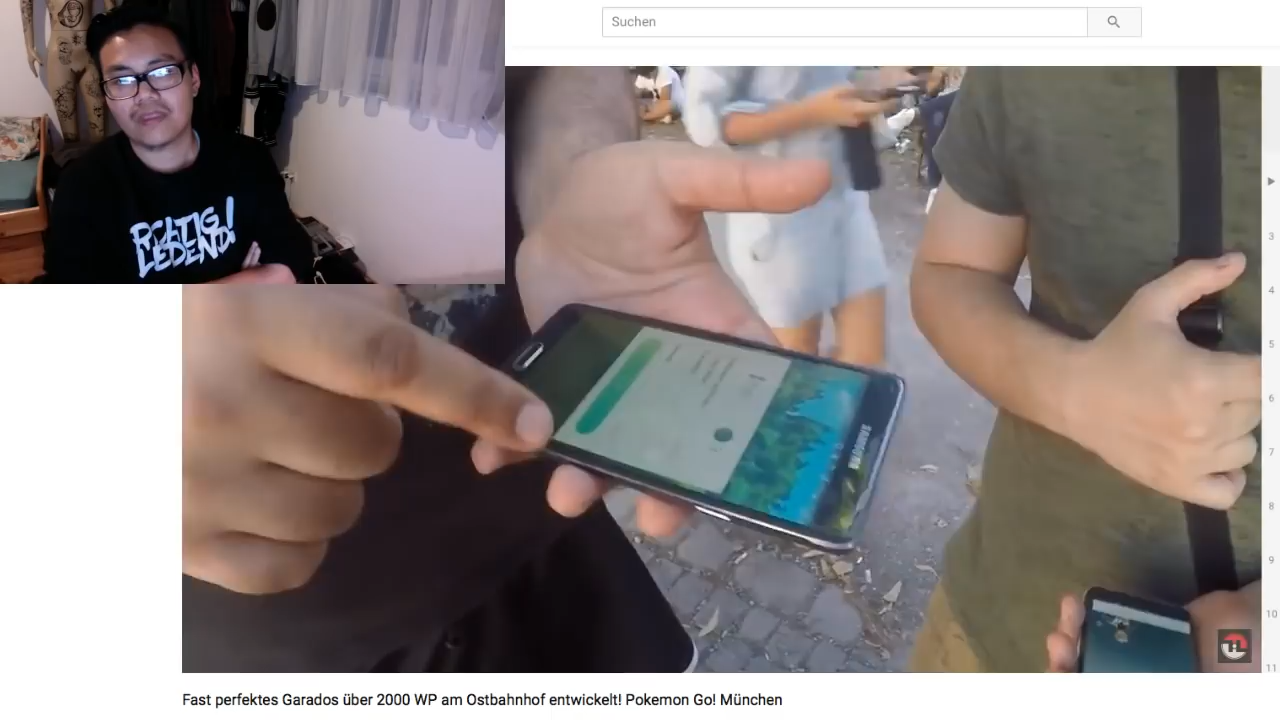 Suchen
RICHTIG!
LEDEND!
SAMSUNG
3
4
5
6
7
8
9
10
11
Fast perfektes Garados über 2000 WP am Ostbahnhof entwickelt! Pokemon Go! München